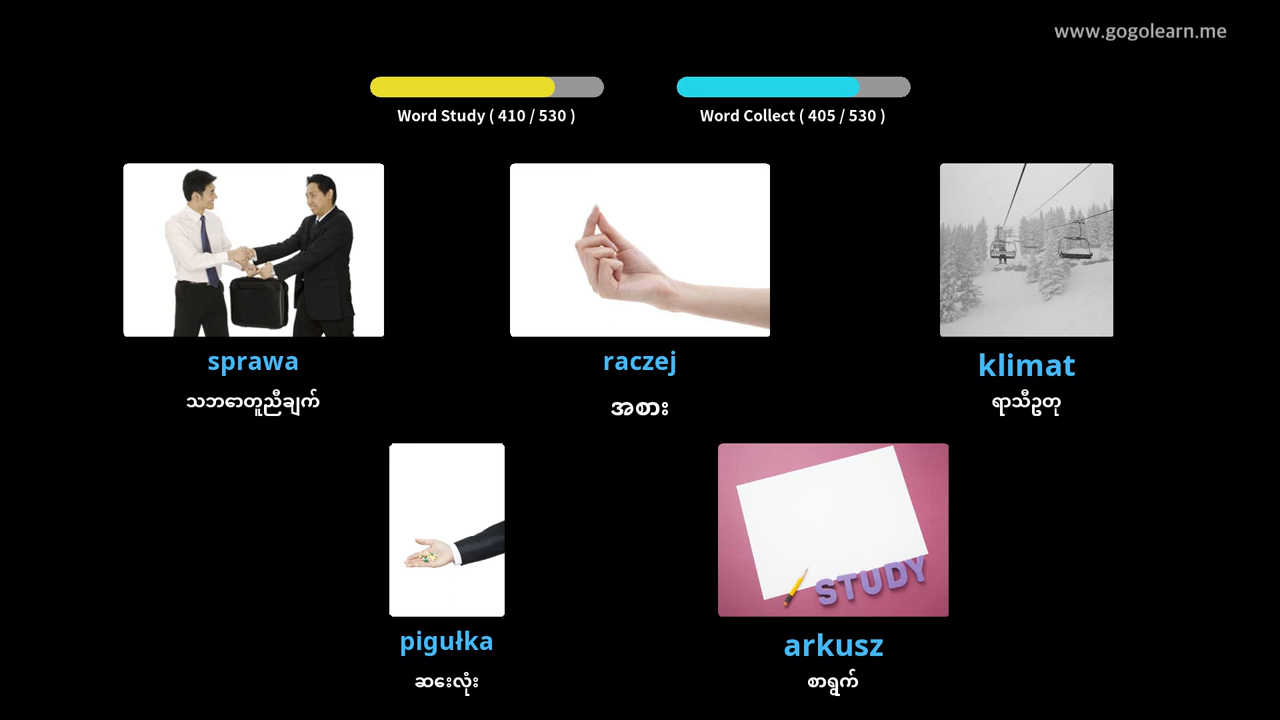 www.gogolearn.me
Word Study ( 410 / 530 )
Word Collect ( 405 / 530 )
sprawa
သဘောတူညီချက်
raczej
အစား
klimat
ရာသီဥတု
STUDY
pigułka
ဆေးလုံး
arkusz
စာရွက်